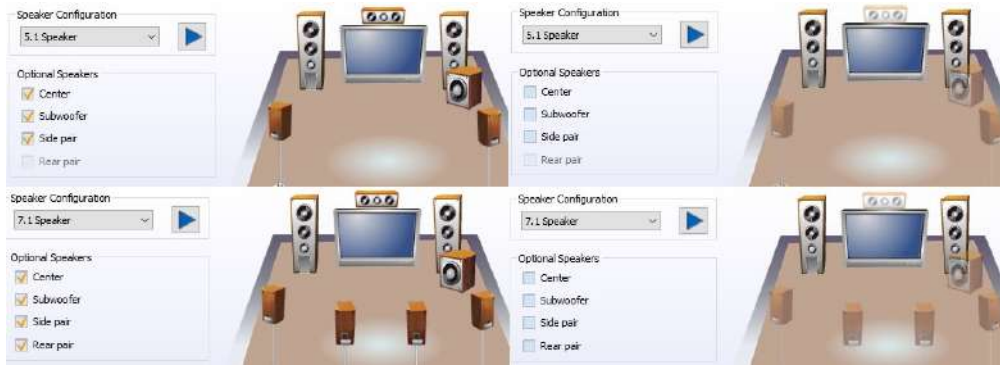 Speaker Configuration
5.1 Speaker
Optional Speakers
Center
Subwoofer
Side pair
Rear pair
Speaker Configuration
5.1 Speaker
Optional Speakers
Center
Subwoofer
Side pair
Rear pair
Speaker Configuration
7.1 Speaker
Optional Speakers
Center
Subwoofer
Side pair
Rear pair
Speaker Configuration
7.1 Speaker
Optional Speakers
Center
Subwoofer
Side pair
Rear pair